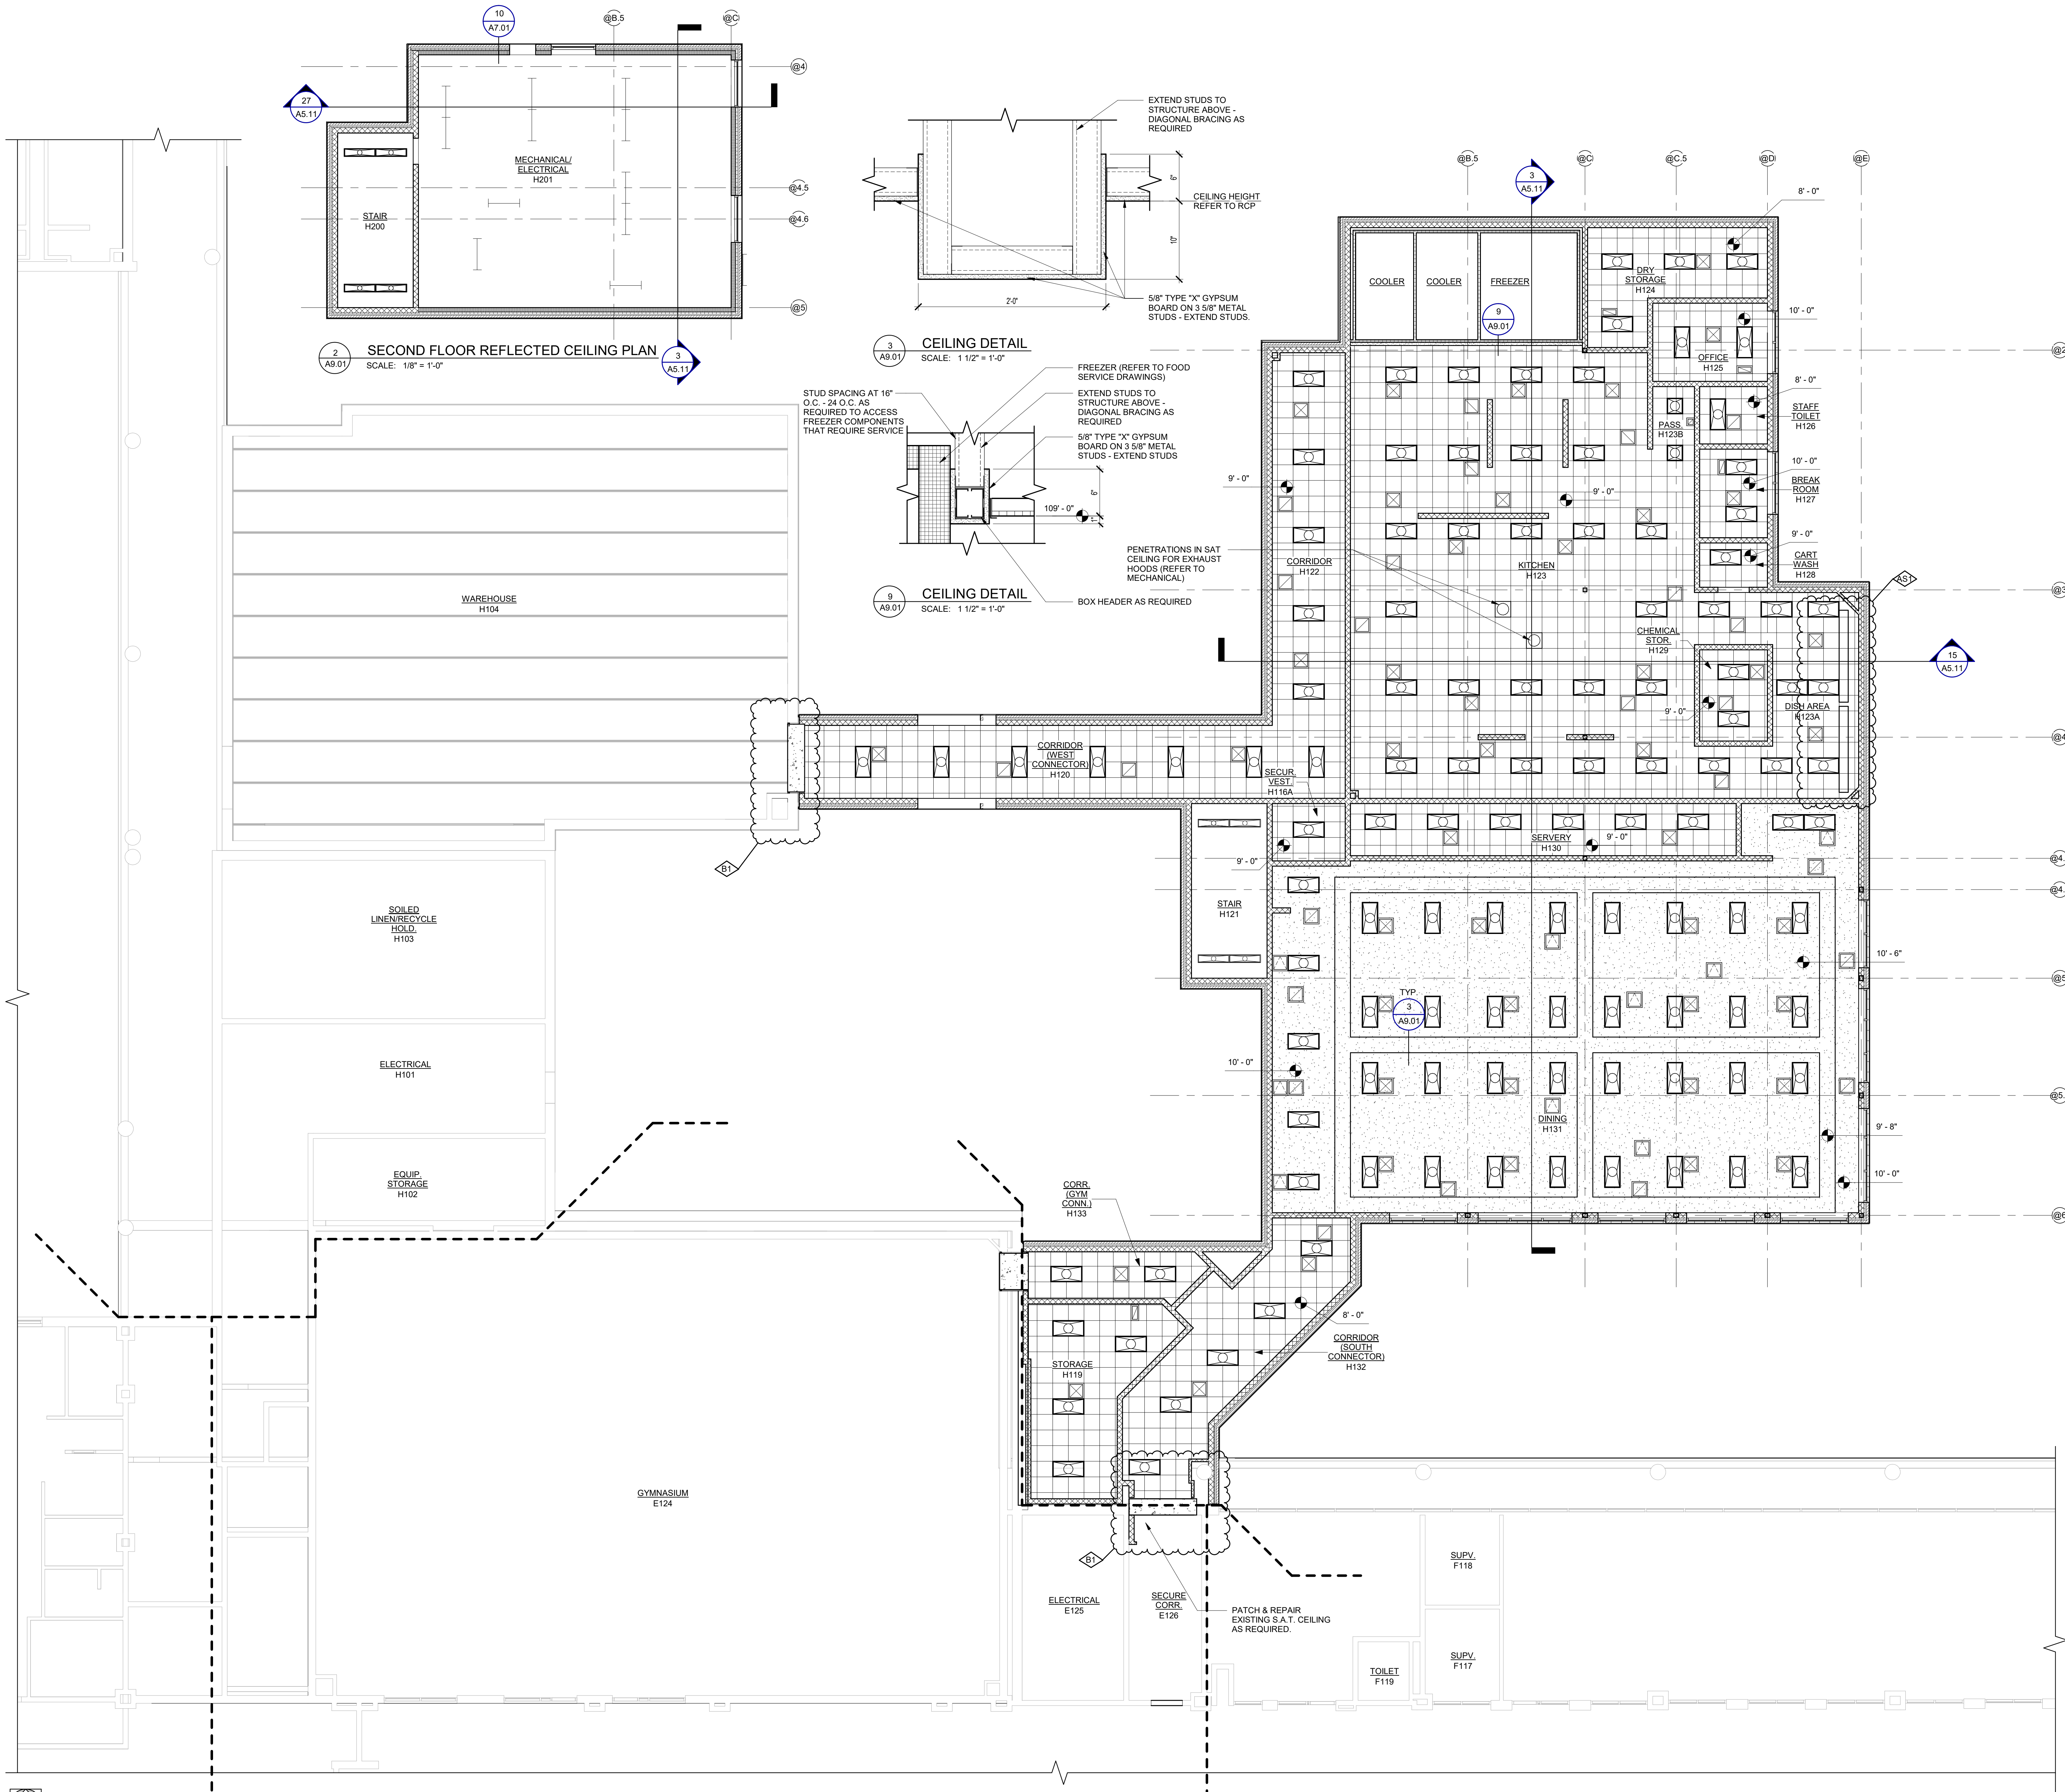 10
A7.01
@B.5
@C
@4
27
A5.11
MECHANICAL/
ELECTRICAL
H201
@4.5
@4.6
STAIR
H200
@5
2
A9.01
SECOND FLOOR REFLECTED CEILING PLAN
SCALE: 1/8" = 1'-0"
3
A5.11
EXTEND STUDS TO
STRUCTURE ABOVE -
DIAGONAL BRACING AS
REQUIRED
6"
CEILING HEIGHT
REFER TO RCP
10"
2'-0"
5/8" TYPE "X" GYPSUM
BOARD ON 3 5/8" METAL
STUDS - EXTEND STUDS.
3
A9.01
CEILING DETAIL
SCALE: 1 1/2" = 1'-0"
STUD SPACING AT 16"
O.C. - 24 O.C. AS
REQUIRED TO ACCESS
FREEZER COMPONENTS
THAT REQUIRE SERVICE
FREEZER (REFER TO FOOD
SERVICE DRAWINGS)
EXTEND STUDS TO
STRUCTURE ABOVE -
DIAGONAL BRACING AS
REQUIRED
5/8" TYPE "X" GYPSUM
BOARD ON 3 5/8" METAL
STUDS - EXTEND STUDS
6"
109' - 0"
1"
BOX HEADER AS REQUIRED
9
A9.01
CEILING DETAIL
SCALE: 1 1/2" = 1'-0"
PENETRATIONS IN SAT
CEILING FOR EXHAUST
HOODS (REFER TO
MECHANICAL)
@B.5
3
A5.11
@C
@C.5
@D
@E
8' - 0"
COOLER
COOLER
FREEZER
DRY
STORAGE
H124
9
A9.01
10' - 0"
OFFICE
H125
@2
8' - 0"
STAFF
TOILET
H126
PASS.
H123B
10' - 0"
BREAK
ROOM
H127
9' - 0"
9' - 0"
9' - 0"
CART
WASH
H128
CORRIDOR
H122
KITCHEN
H123
AS1
@3
CHEMICAL
STOR.
H129
15
A5.11
9' - 0"
DISH AREA
H123A
@4
WAREHOUSE
H104
CORRIDOR
(WEST
CONNECTOR)
H120
SECUR.
VEST.
H116A
B1
9' - 0"
SERVERY
H130
9' - 0"
@4.
@4.
STAIR
H121
SOILED
LINEN/RECYCLE
HOLD.
H103
10' - 6"
@5
TYP.
3
A9.01
ELECTRICAL
H101
10' - 0"
@5.
DINING
H131
9' - 8"
EQUIP.
STORAGE
H102
CORR.
(GYM
CONN.)
H133
10' - 0"
@6
8' - 0"
CORRIDOR
(SOUTH
CONNECTOR)
H132
STORAGE
H119
GYMNASIUM
E124
B1
ELECTRICAL
E125
SECURE
CORR.
E126
PATCH & REPAIR
EXISTING S.A.T. CEILING
AS REQUIRED.
SUPV.
F118
TOILET
F119
SUPV.
F117